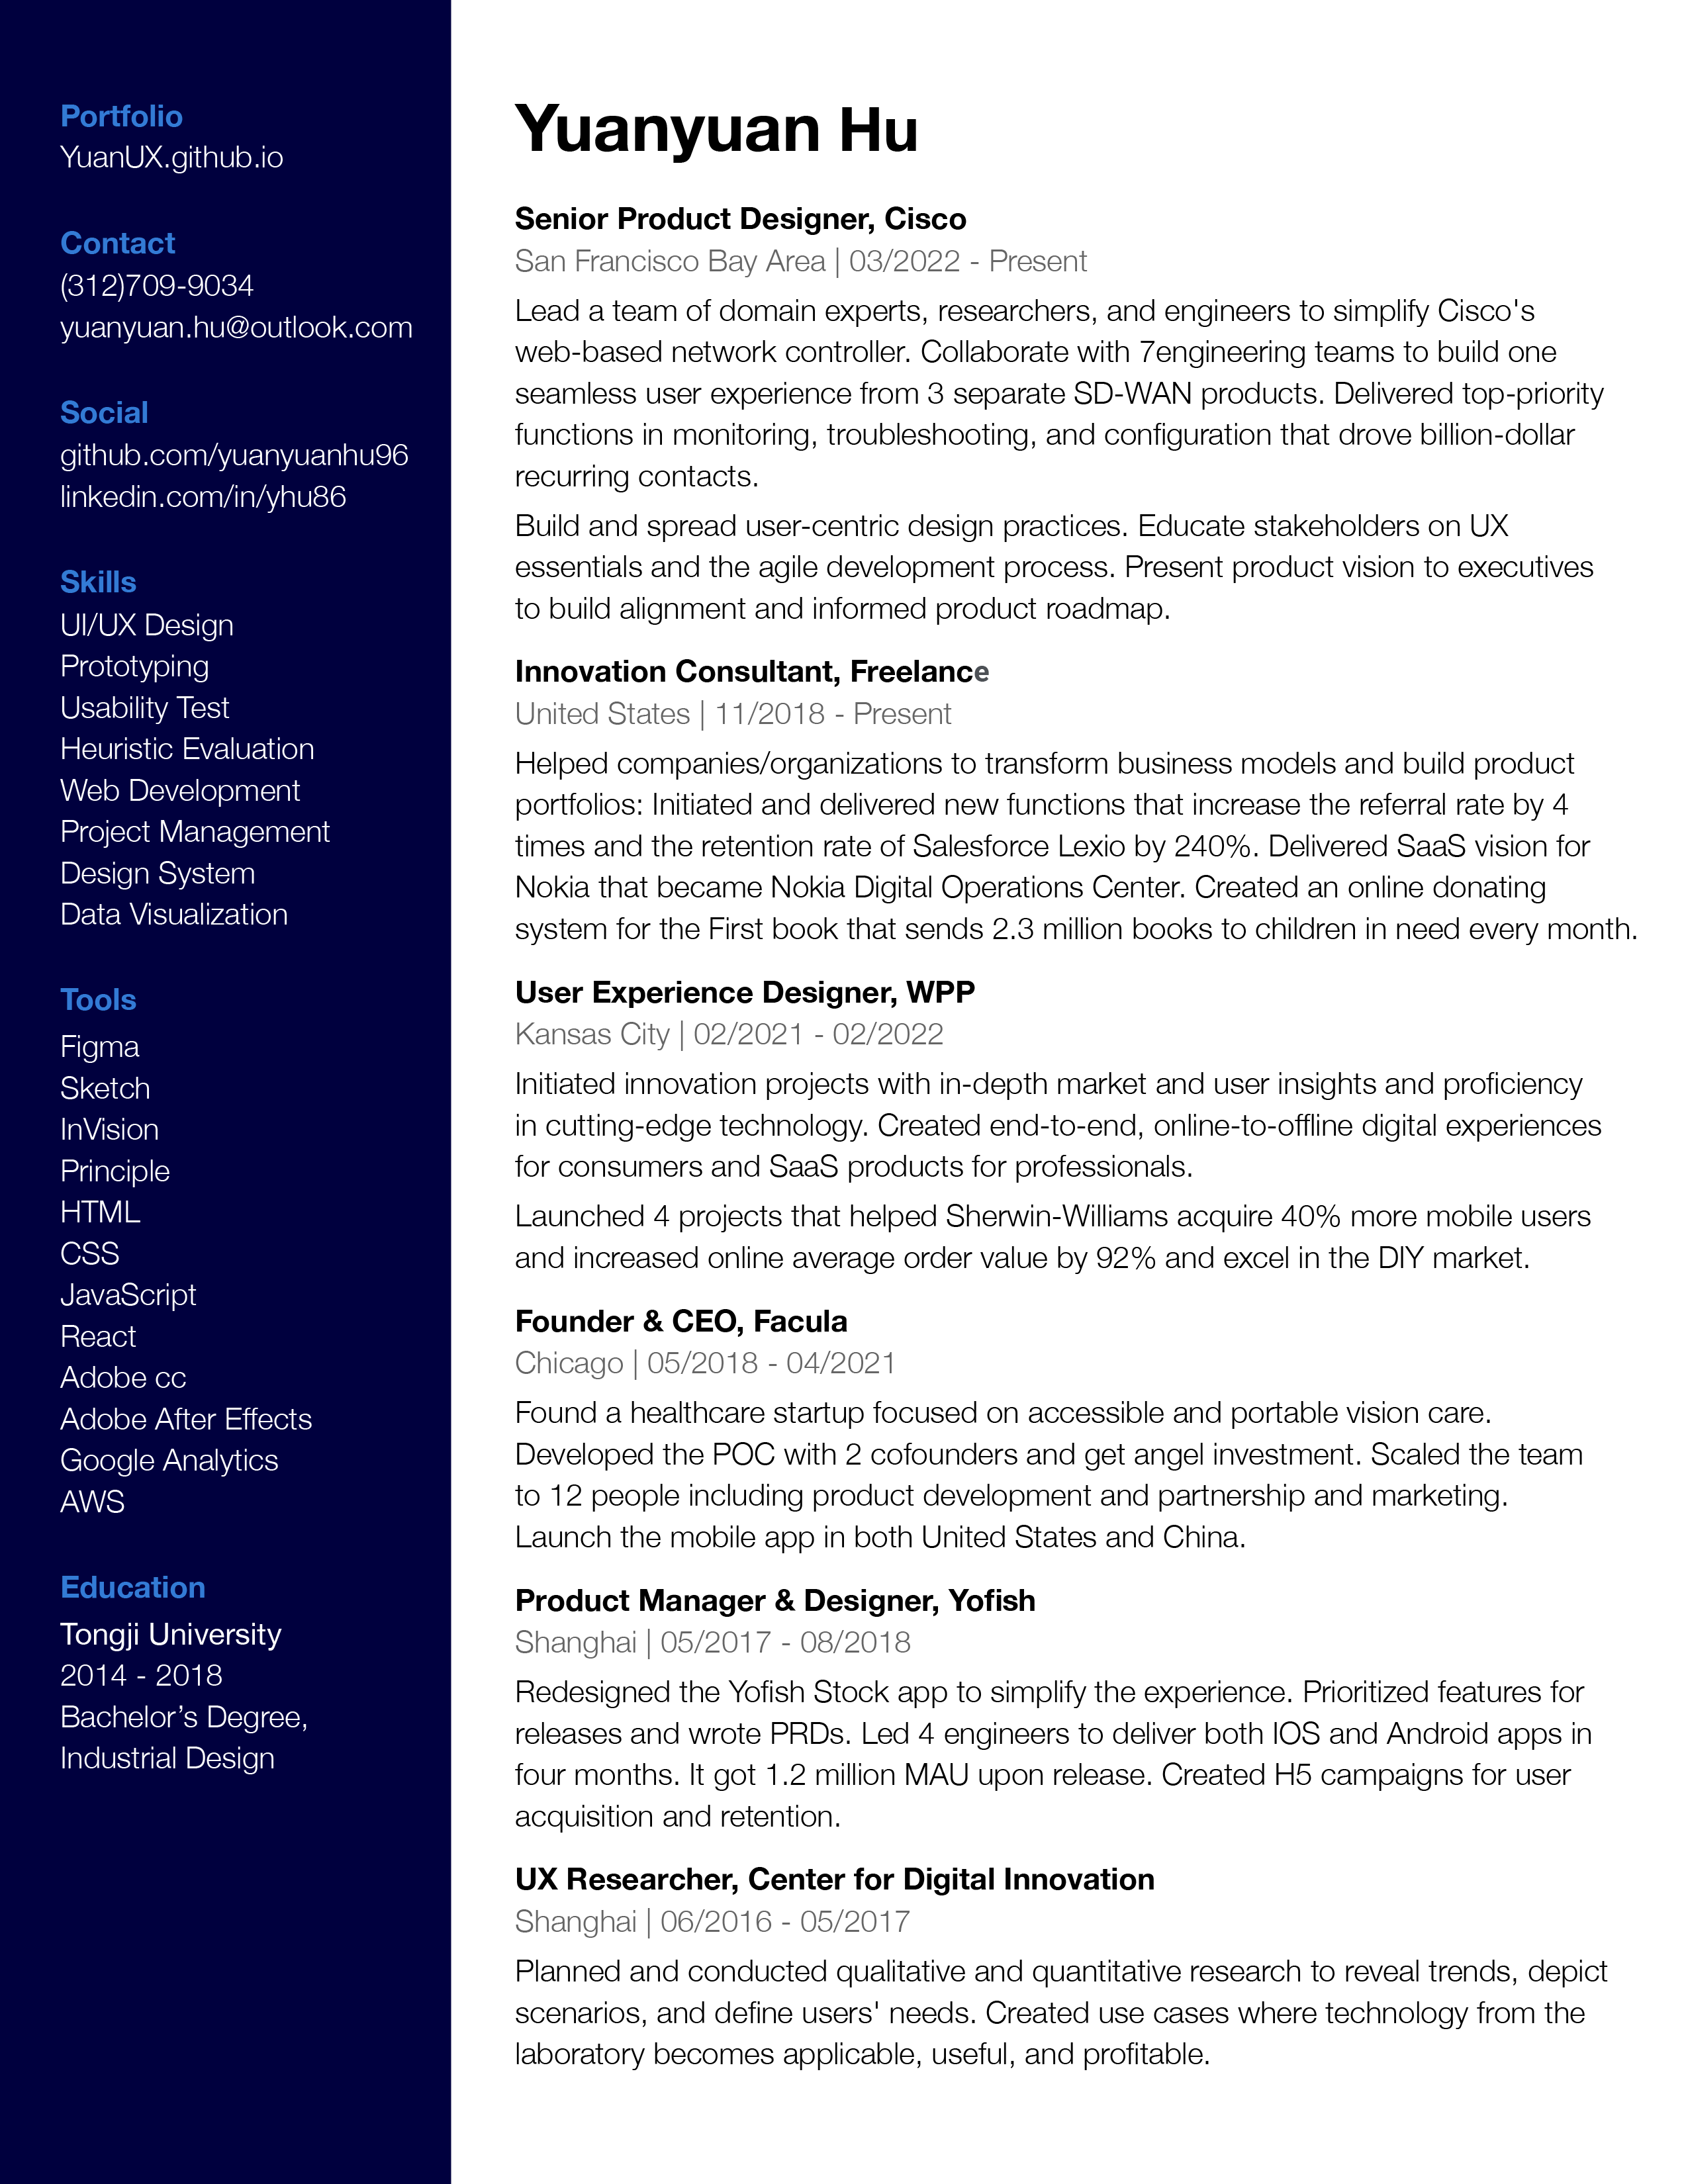 Portfolio
YuanUX.github.io
Contact
(312)709-9034
yuanyuan.hu@outlook.com
Social
github.com/yuanyuanhu96
linkedin.com/in/yhu86
Skills
UI/UX Design
Prototyping
Usability Test
Heuristic Evaluation
Web Development
Project Management
Design System
Data Visualization
Tools
Figma
Sketch
InVision
Principle
HTML
CSS
JavaScript
React
Adobe cc
Adobe After Effects
Google Analytics
AWS
Education
Tongji University
2014 - 2018
Bachelor’s Degree,
Industrial Design
Yuanyuan Hu
Senior Product Designer, Cisco
San Francisco Bay Area | 03/2022 - Present
Lead a team of domain experts, researchers, and engineers to simplify Cisco's
web-based network controller. Collaborate with 7engineering teams to build one
seamless user experience from 3 separate SD-WAN products. Delivered top-priority
functions in monitoring, troubleshooting, and configuration that drove billion-dollar
recurring contacts.
Build and spread user-centric design practices. Educate stakeholders on UX
essentials and the agile development process. Present product vision to executives
to build alignment and informed product roadmap.
Innovation Consultant, Freelance
United States | 11/2018 - Present
Helped companies/organizations to transform business models and build product
portfolios: Initiated and delivered new functions that increase the referral rate by 4
times and the retention rate of Salesforce Lexio by 240%. Delivered SaaS vision for
Nokia that became Nokia Digital Operations Center. Created an online donating
system for the First book that sends 2.3 million books to children in need every month.
User Experience Designer, WPP
Kansas City | 02/2021 - 02/2022
Initiated innovation projects with in-depth market and user insights and proficiency
in cutting-edge technology. Created end-to-end, online-to-offline digital experiences
for consumers and SaaS products for professionals.
Launched 4 projects that helped Sherwin-Williams acquire 40% more mobile users
and increased online average order value by 92% and excel in the DIY market.
Founder & CEO, Facula
Chicago | 05/2018 - 04/2021
Found a healthcare startup focused on accessible and portable vision care.
Developed the POC with 2 cofounders and get angel investment. Scaled the team
to 12 people including product development and partnership and marketing.
Launch the mobile app in both United States and China.
Product Manager & Designer, Yofish
Shanghai | 05/2017 - 08/2018
Redesigned the Yofish Stock app to simplify the experience. Prioritized features for
releases and wrote PRDs. Led 4 engineers to deliver both IOS and Android apps in
four months. It got 1.2 million MAU upon release. Created H5 campaigns for user
acquisition and retention.
UX Researcher, Center for Digital Innovation
Shanghai | 06/2016 - 05/2017
Planned and conducted qualitative and quantitative research to reveal trends, depict
scenarios, and define users' needs. Created use cases where technology from the
laboratory becomes applicable, useful, and profitable.